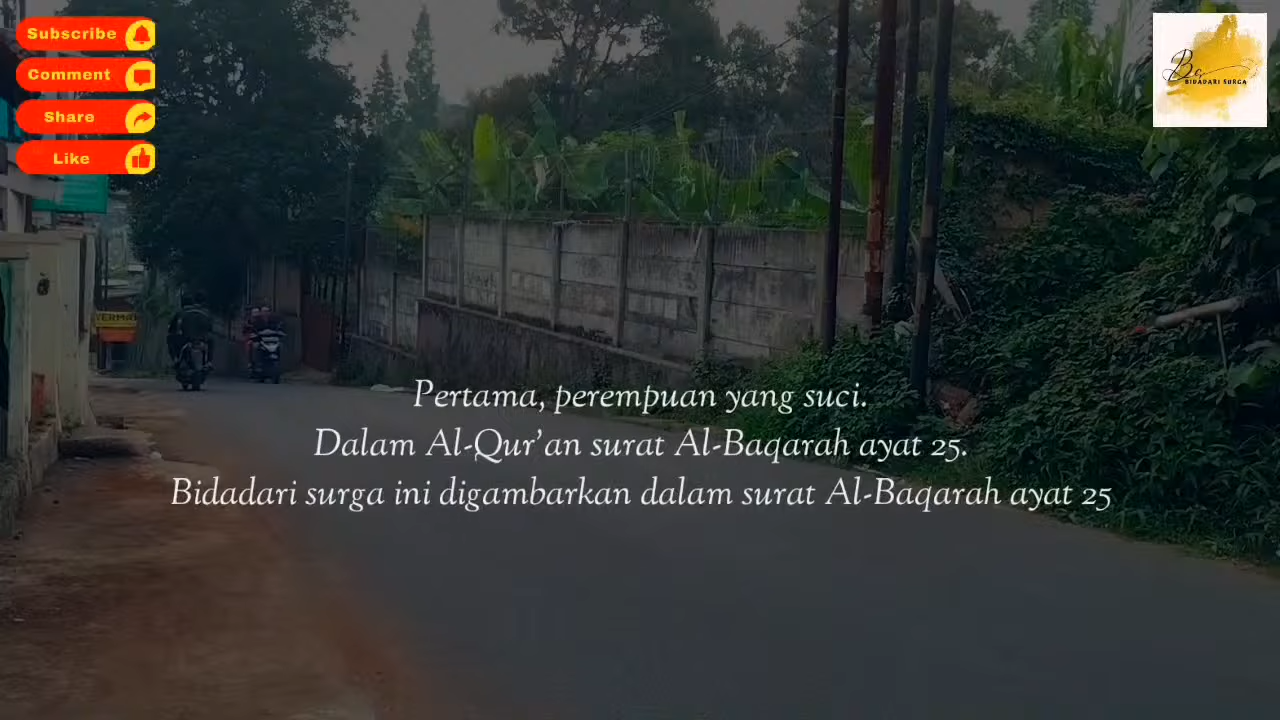 Subscribe
Comment
Share
Like
BIDADARI SURGA
Pertama, perempuan yang suci.
Dalam Al-Qur'an surat Al-Baqarah ayat 25.
Bidadari surga ini digambarkan dalam surat Al-Baqarah ayat 25